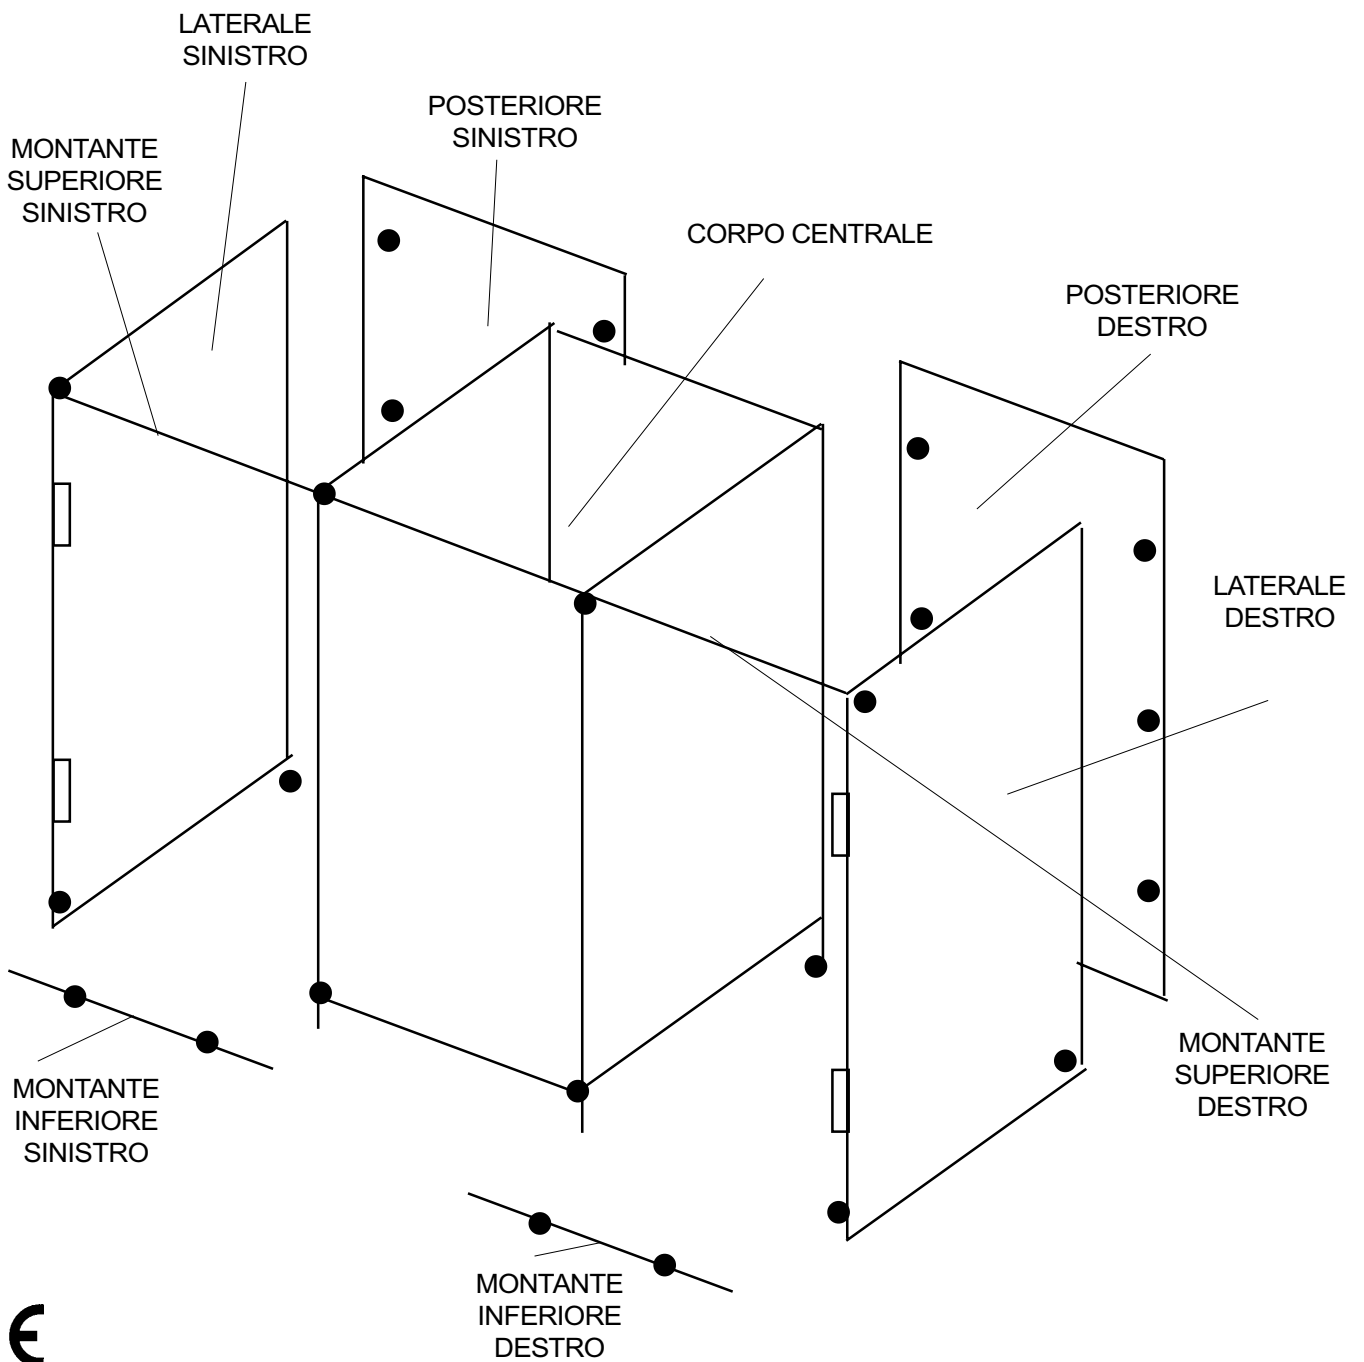 LATERALE
SINISTRO
POSTERIORE
SINISTRO
MONTANTE
SUPERIORE
SINISTRO
CORPO CENTRALE
POSTERIORE
DESTRO
LATERALE
DESTRO
MONTANTE
SUPERIORE
DESTRO
MONTANTE
INFERIORE
SINISTRO
MONTANTE
INFERIORE
DESTRO